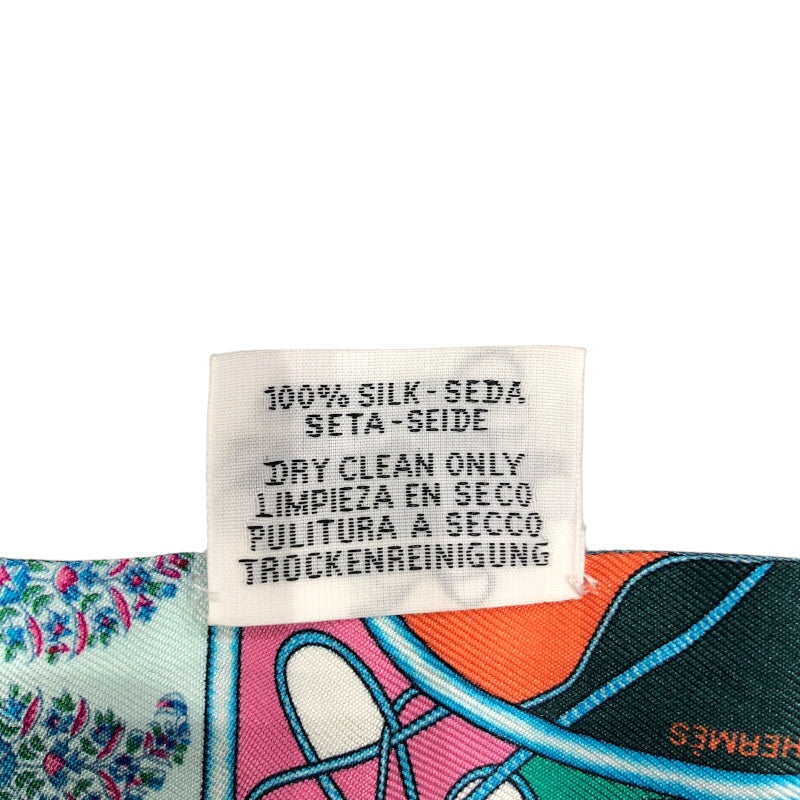 100% SILK - SEDA
SETA - SEIDE
DRY CLEAN ONLY
LIMPIEZA EN SECO
PULITURA A SECCO
TROCKENREINIGUNG
HERMÈS